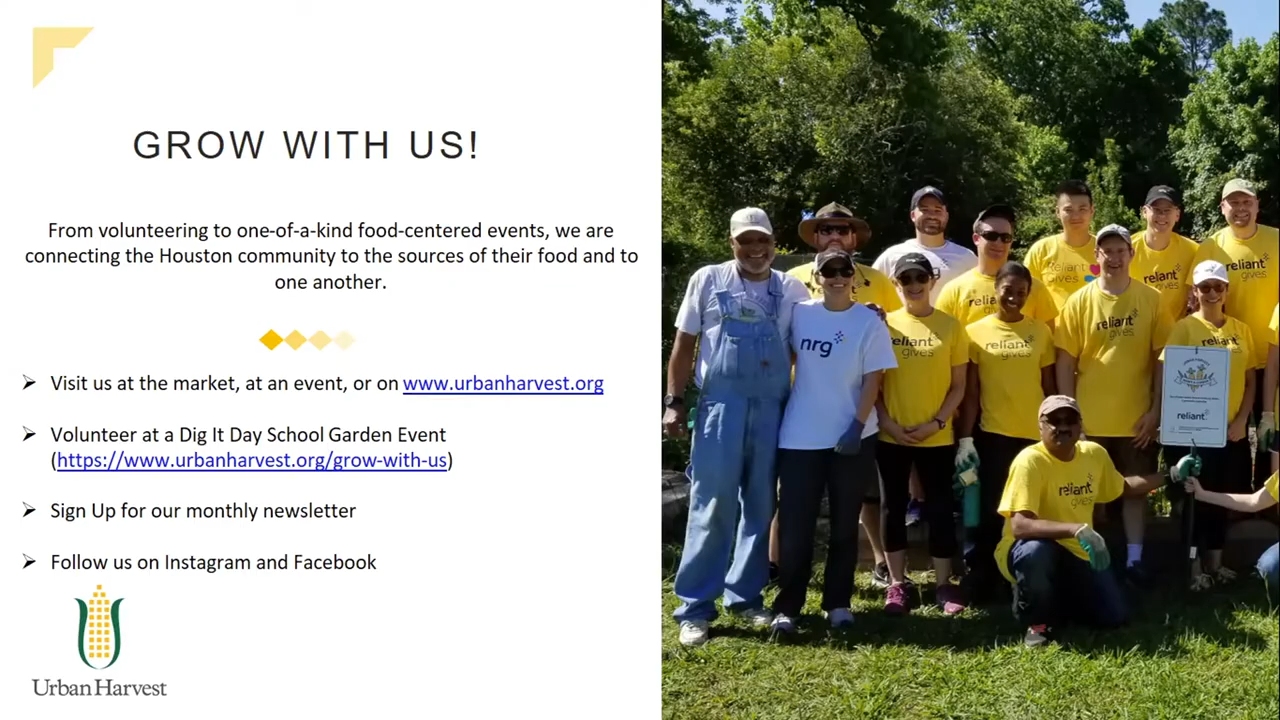 GROW WITH US!
From volunteering to one-of-a-kind food-centered events, we are
connecting the Houston community to the sources of their food and to
one another.
Visit us at the market, at an event, or on www.urbanharvest.org
Volunteer at a Dig It Day School Garden Event
(https://www.urbanharvest.org/grow-with-us)
Sign Up for our monthly newsletter
Follow us on Instagram and Facebook
Urban Harvest
nrg
reliant
gives
reliant
gives
reliant
gives
reliant
gives
reliant
gives
reliant
gives
reliant
reliant
reliant
gives
reliant